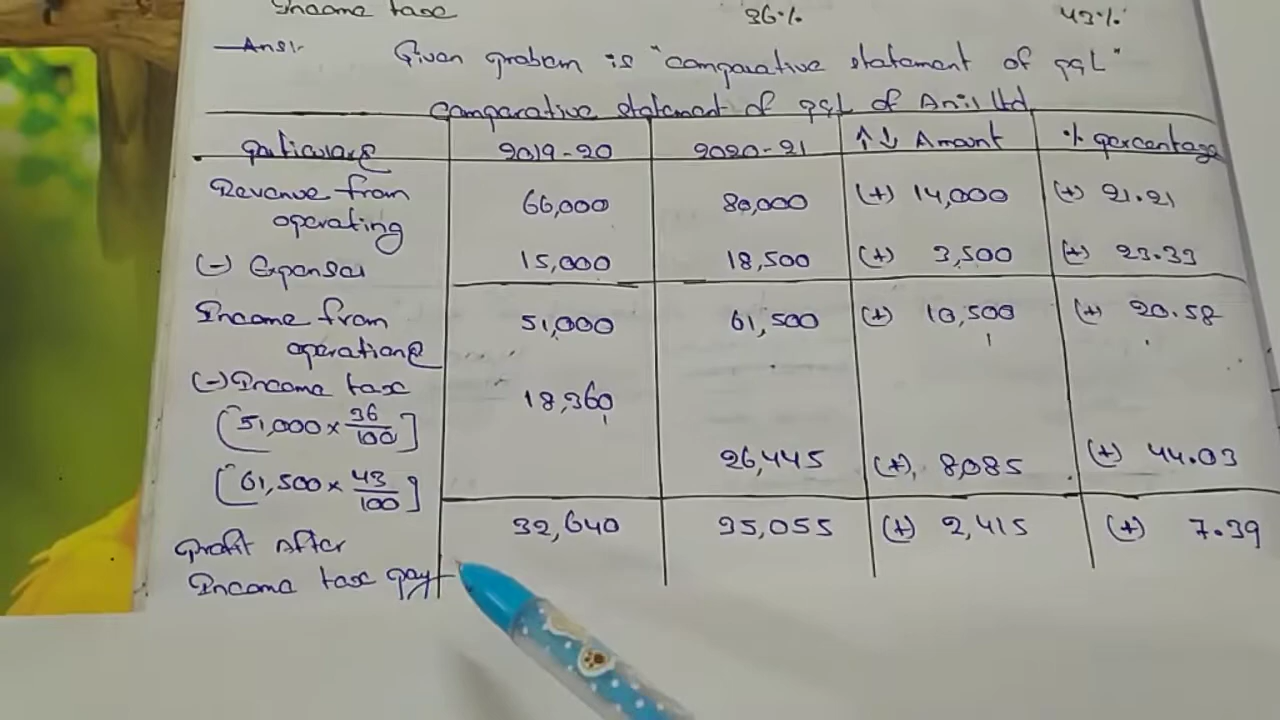 Income tax 36% 43%
Ans:- Given problem is "comparative statement of P&L"
comparative statement of P&L of Anil Ltd
particulars 2019-20 2020-21 ↑↓ Amount % percentage
Revenue from
operating 66,000 80,000 (+) 14,000 (+) 21.21
(-) Expenses 15,000 18,500 (+) 3,500 (+) 23.33
Income from
operations 51,000 61,500 (+) 10,500 (+) 20.58
(-) Income tax 18,360
[51,000 × 36/100]
[61,500 × 43/100] 26,445 (+) 8,085 (+) 44.03
Profit After 32,640 35,055 (+) 2,415 (+) 7.39
Income tax pay